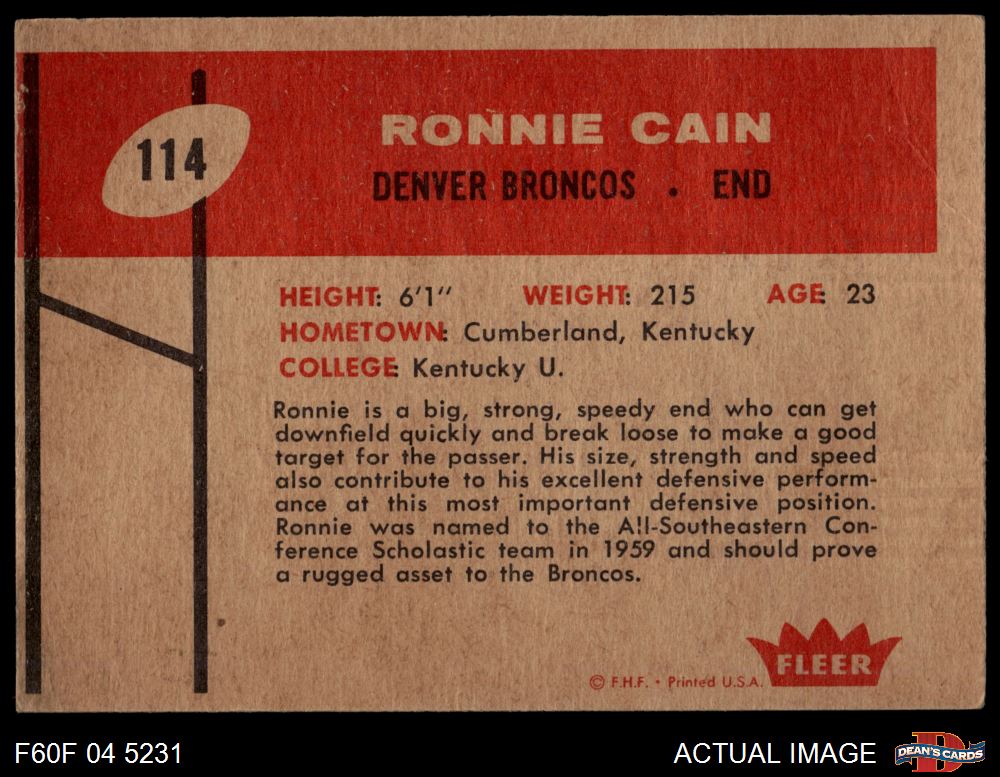 114
RONNIE CAIN
DENVER BRONCOS . END
HEIGHT: 6'1" WEIGHT: 215 AGE: 23
HOMETOWN: Cumberland, Kentucky
COLLEGE: Kentucky U.
Ronnie is a big, strong, speedy end who can get
downfield quickly and break loose to make a good
target for the passer. His size, strength and speed
also contribute to his excellent defensive perform-
ance at this most important defensive position.
Ronnie was named to the All-Southeastern Con-
ference Scholastic team in 1959 and should prove
a rugged asset to the Broncos.
FLEER
© F.H.F. • Printed U.S.A.
F60F 04 5231 ACTUAL IMAGE D DEAN'S CARDS